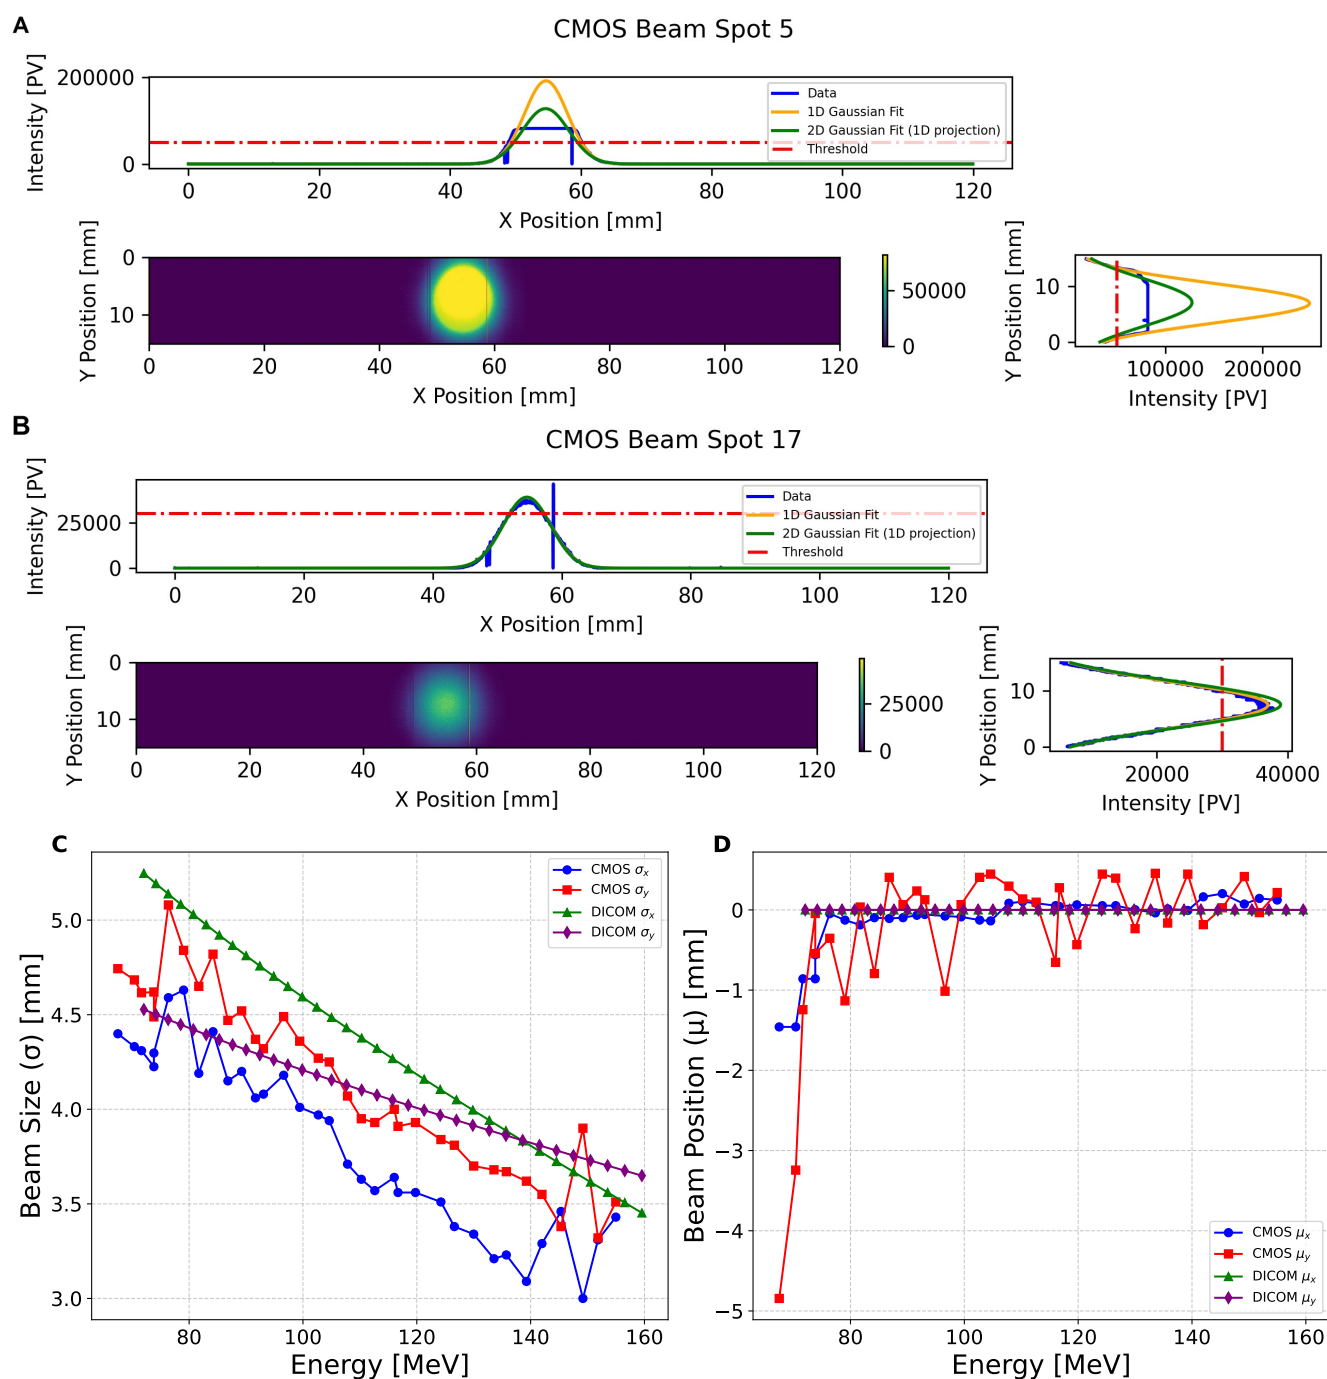 A
CMOS Beam Spot 5
Intensity [PV]
200000
0
Data
1D Gaussian Fit
2D Gaussian Fit (1D projection)
Threshold
0 20 40 60 80 100 120
X Position [mm]
Y Position [mm]
0
10
0 20 40 60 80 100 120
X Position [mm]
50000
0
Y Position [mm]
10
0
100000 200000
Intensity [PV]
B
CMOS Beam Spot 17
Intensity [PV]
25000
0
Data
1D Gaussian Fit
2D Gaussian Fit (1D projection)
Threshold
0 20 40 60 80 100 120
X Position [mm]
Y Position [mm]
0
10
0 20 40 60 80 100 120
X Position [mm]
25000
0
Y Position [mm]
10
0
20000 40000
Intensity [PV]
C
Beam Size (σ) [mm]
5.0
4.5
4.0
3.5
3.0
CMOS σx
CMOS σy
DICOM σx
DICOM σy
80 100 120 140 160
Energy [MeV]
D
Beam Position (μ) [mm]
0
−1
−2
−3
−4
−5
CMOS μx
CMOS μy
DICOM μx
DICOM μy
80 100 120 140 160
Energy [MeV]